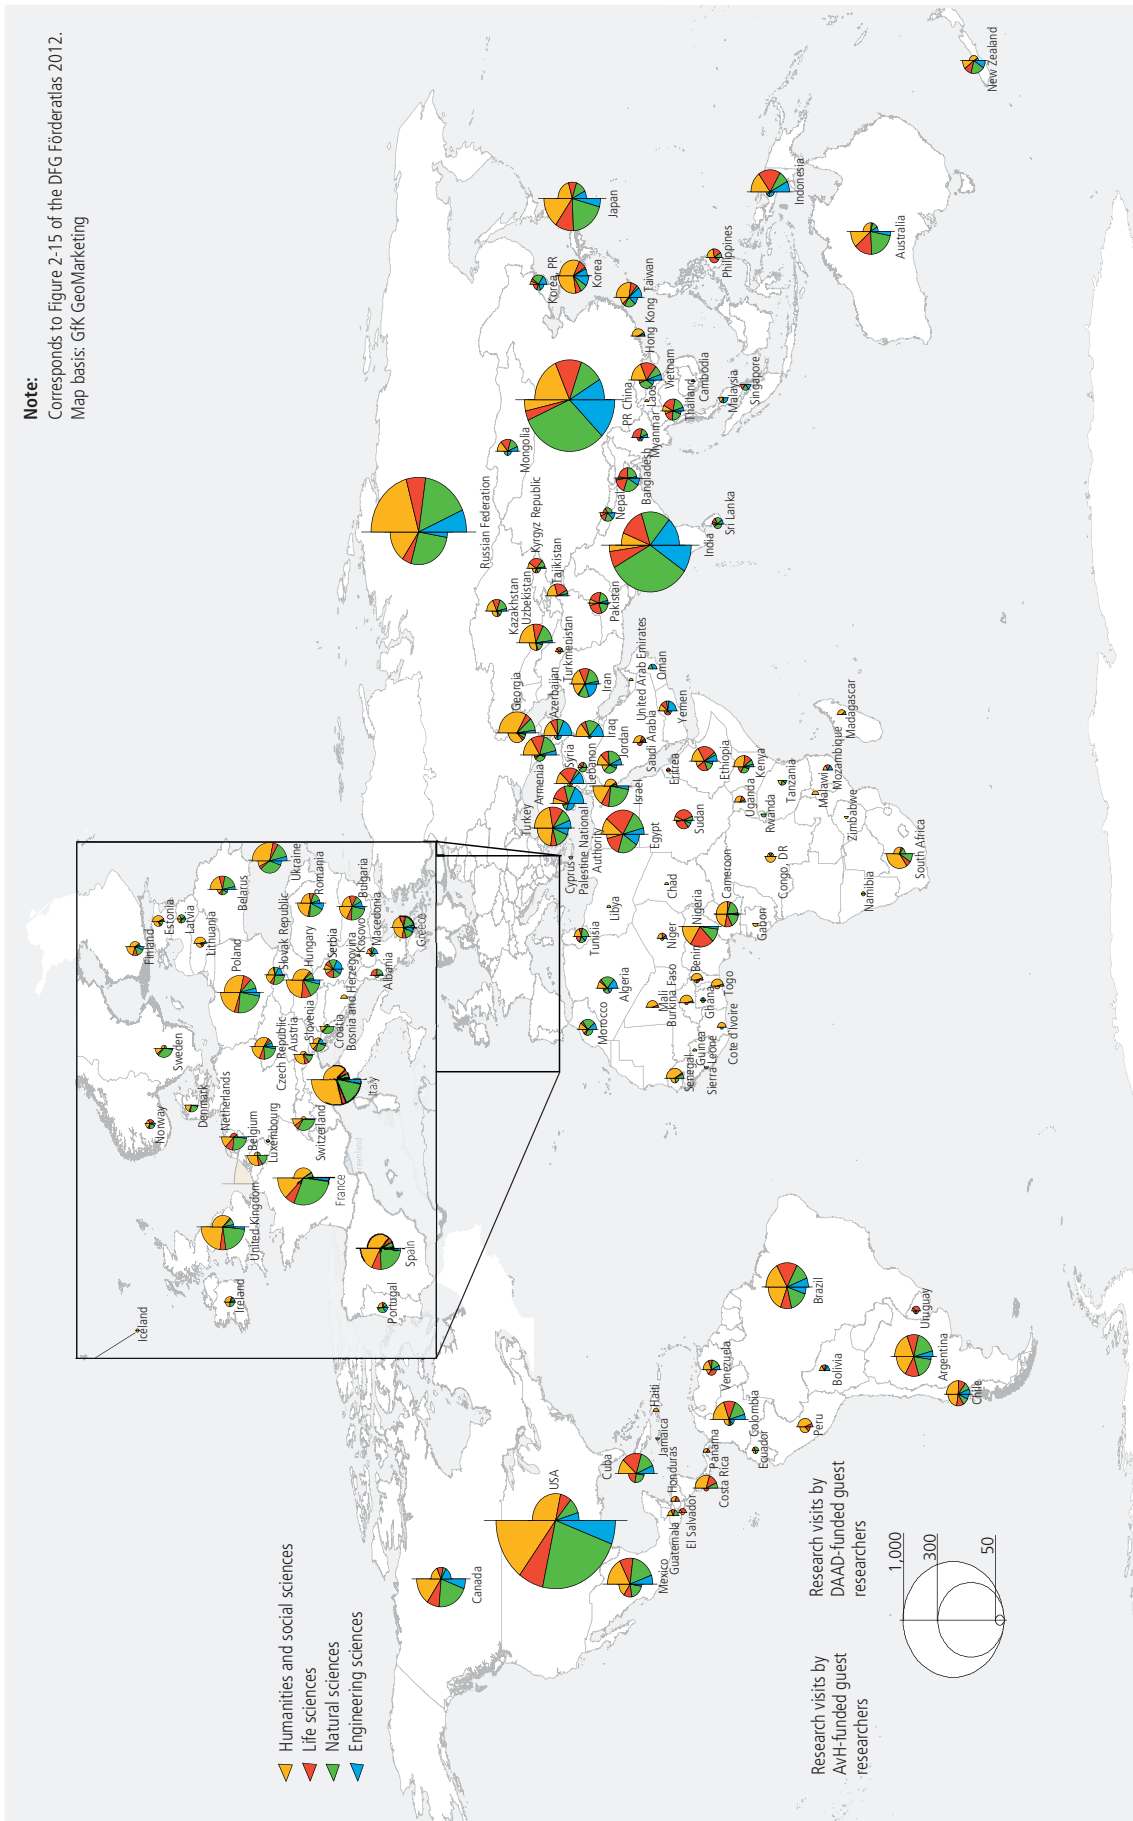 Note:
Corresponds to Figure 2-15 of the DFG Förderatlas 2012.
Map basis: GfK GeoMarketing
Humanities and social sciences
Life sciences
Natural sciences
Engineering sciences
Research visits by
AvH-funded guest
researchers
Research visits by
DAAD-funded guest
researchers
1,000
300
50
Iceland
Norway
Sweden
Finland
Estonia
Latvia
Lithuania
Denmark
Ireland
United Kingdom
Netherlands
Belgium
Luxembourg
Poland
Belarus
Ukraine
Czech Republic
Slovak Republic
Austria
Slovenia
Hungary
Romania
France
Switzerland
Croatia
Bosnia and Herzegovina
Serbia
Kosovo
Bulgaria
Macedonia
Albania
Greece
Italy
Spain
Portugal
Greenland
Canada
USA
Mexico
Guatemala
El Salvador
Honduras
Cuba
Jamaica
Haiti
Costa Rica
Panama
Colombia
Venezuela
Ecuador
Peru
Bolivia
Brazil
Uruguay
Argentina
Chile
Russian Federation
Mongolia
Kazakhstan
Uzbekistan
Kyrgyz Republic
Tajikistan
Turkmenistan
Georgia
Azerbaijan
Armenia
Turkey
Cyprus
Palestine National
Authority
Syria
Lebanon
Israel
Jordan
Iraq
Iran
Saudi Arabia
United Arab Emirates
Oman
Yemen
Pakistan
India
Nepal
Bangladesh
Sri Lanka
Myanmar
PR China
Laos
Thailand
Vietnam
Cambodia
Malaysia
Singapore
Hong Kong
Taiwan
Korea, PR
Korea
Japan
Philippines
Indonesia
Australia
New Zealand
Morocco
Algeria
Tunisia
Libya
Egypt
Sudan
Eritrea
Ethiopia
Kenya
Uganda
Rwanda
Tanzania
Malawi
Mozambique
Madagascar
Zimbabwe
South Africa
Namibia
Congo, DR
Gabon
Cameroon
Chad
Nigeria
Niger
Benin
Togo
Ghana
Burkina Faso
Mali
Cote d'Ivoire
Sierra Leone
Guinea
Senegal